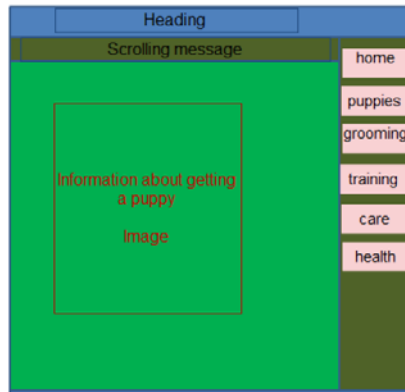 Heading
Scrolling message
home
puppies
grooming
training
care
health
Information about getting
a puppy
Image